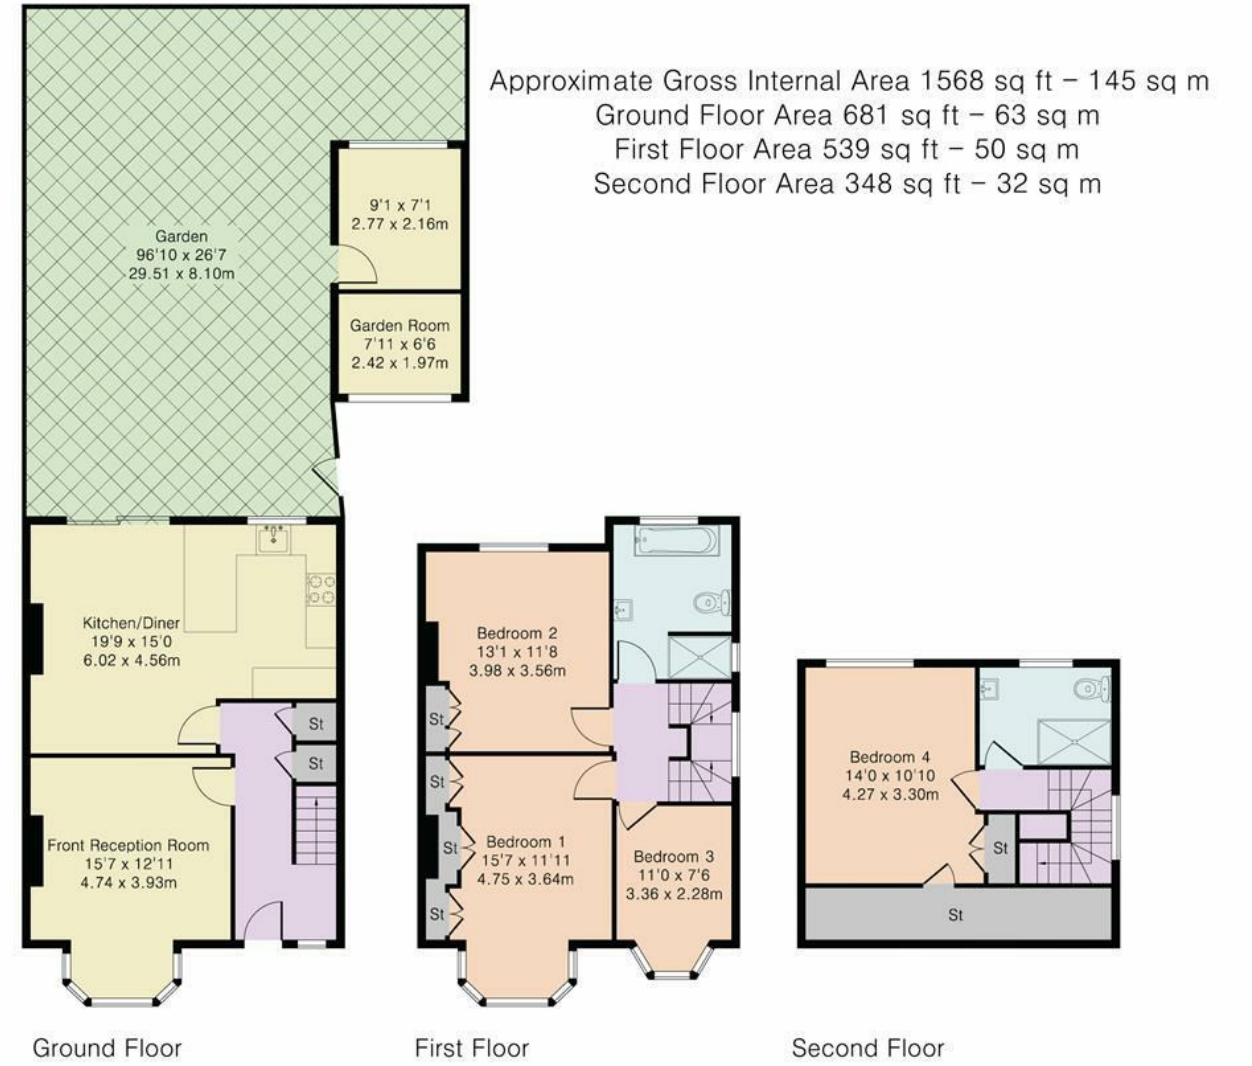 Approximate Gross Internal Area 1568 sq ft – 145 sq m
Ground Floor Area 681 sq ft – 63 sq m
First Floor Area 539 sq ft – 50 sq m
Second Floor Area 348 sq ft – 32 sq m
9'1 x 7'1
2.77 x 2.16m
Garden
96'10 x 26'7
29.51 x 8.10m
Garden Room
7'11 x 6'6
2.42 x 1.97m
Kitchen/Diner
19'9 x 15'0
6.02 x 4.56m
St
St
Front Reception Room
15'7 x 12'11
4.74 x 3.93m
Ground Floor
Bedroom 2
13'1 x 11'8
3.98 x 3.56m
St
St
St
St
Bedroom 1
15'7 x 11'11
4.75 x 3.64m
Bedroom 3
11'0 x 7'6
3.36 x 2.28m
First Floor
Bedroom 4
14'0 x 10'10
4.27 x 3.30m
St
St
Second Floor